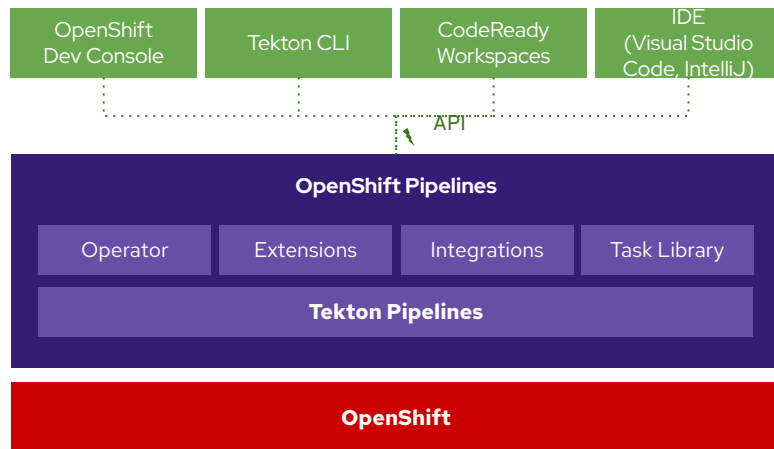 OpenShift
Dev Console
Tekton CLI
CodeReady
Workspaces
IDE
(Visual Studio
Code, IntelliJ)
API
OpenShift Pipelines
Operator
Extensions
Integrations
Task Library
Tekton Pipelines
OpenShift